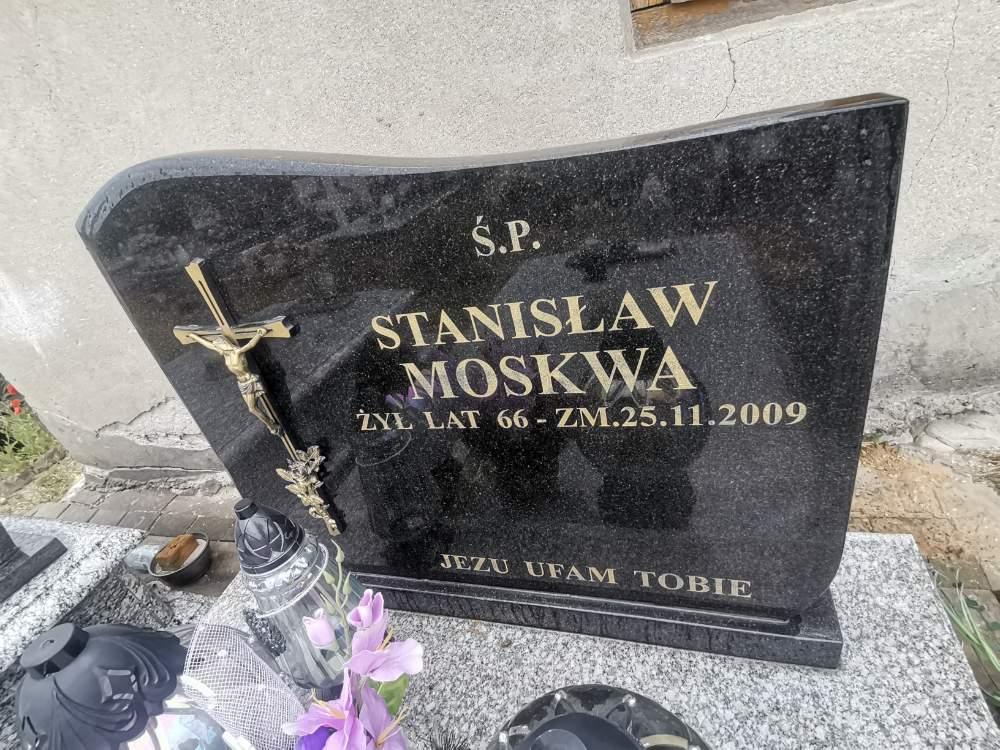 Ś.P.
STANISŁAW
MOSKWA
ŻYŁ LAT 66 - ZM.25.11.2009
JEZU UFAM TOBIE